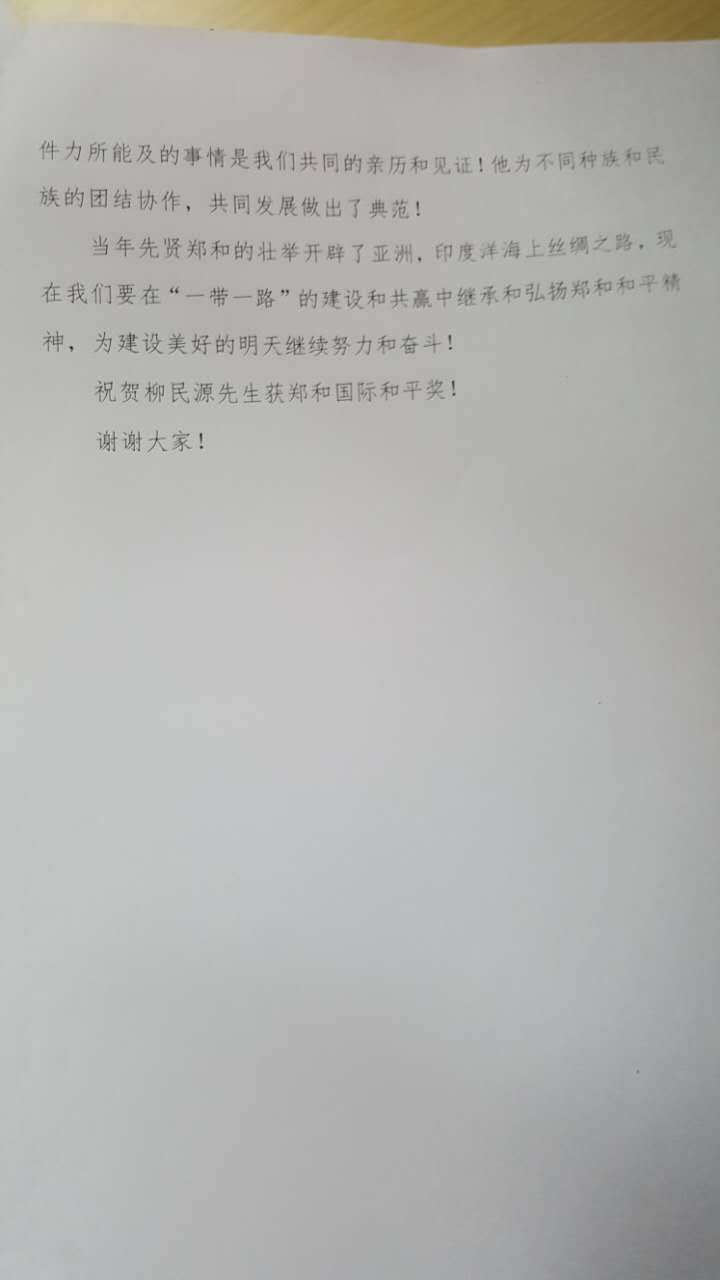 件力所能及的事情是我们共同的亲历和见证！他为不同种族和民
族的团结协作，共同发展做出了典范！
当年先贤郑和的壮举开辟了亚洲，印度洋海上丝绸之路，现
在我们要在“一带一路”的建设和共赢中继承和弘扬郑和和平精
神，为建设美好的明天继续努力和奋斗！
祝贺柳民源先生获郑和国际和平奖！
谢谢大家！